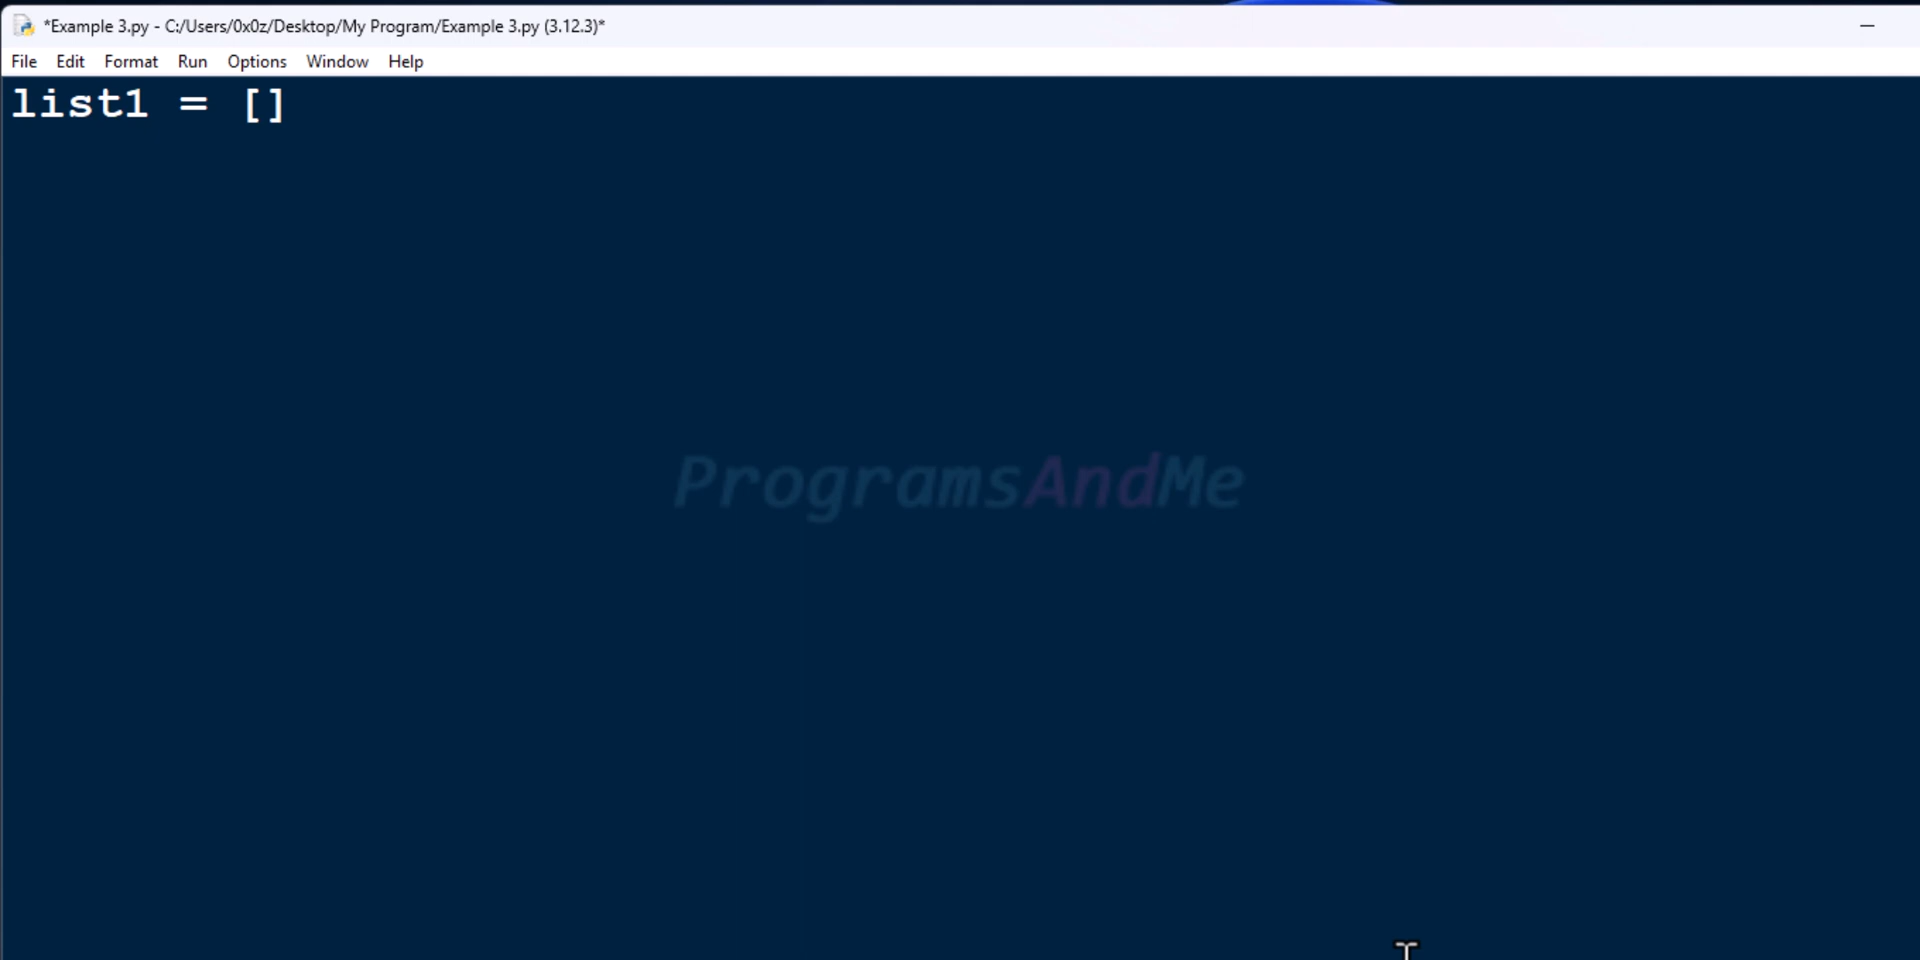 *Example 3.py - C:/Users/0x0z/Desktop/My Program/Example 3.py (3.12.3)*
File Edit Format Run Options Window Help
list1 = []
ProgramsAndMe